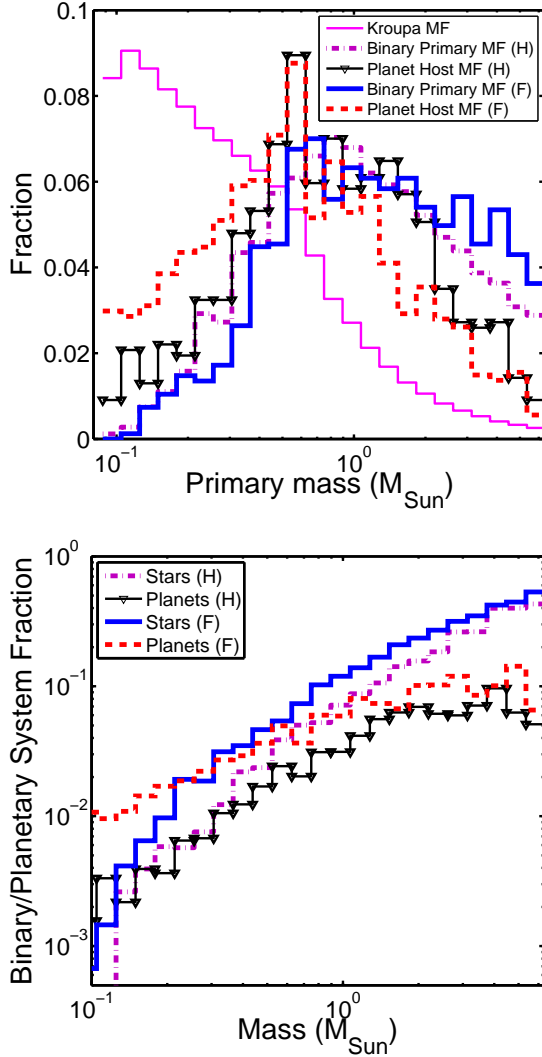 0.1
0.08
0.06
0.04
0.02
0
Fraction
Kroupa MF
Binary Primary MF (H)
Planet Host MF (H)
Binary Primary MF (F)
Planet Host MF (F)
10^-1
10^0
Primary mass (M_Sun)
10^0
10^-1
10^-2
10^-3
Binary/Planetary System Fraction
Stars (H)
Planets (H)
Stars (F)
Planets (F)
10^-1
10^0
Mass (M_Sun)